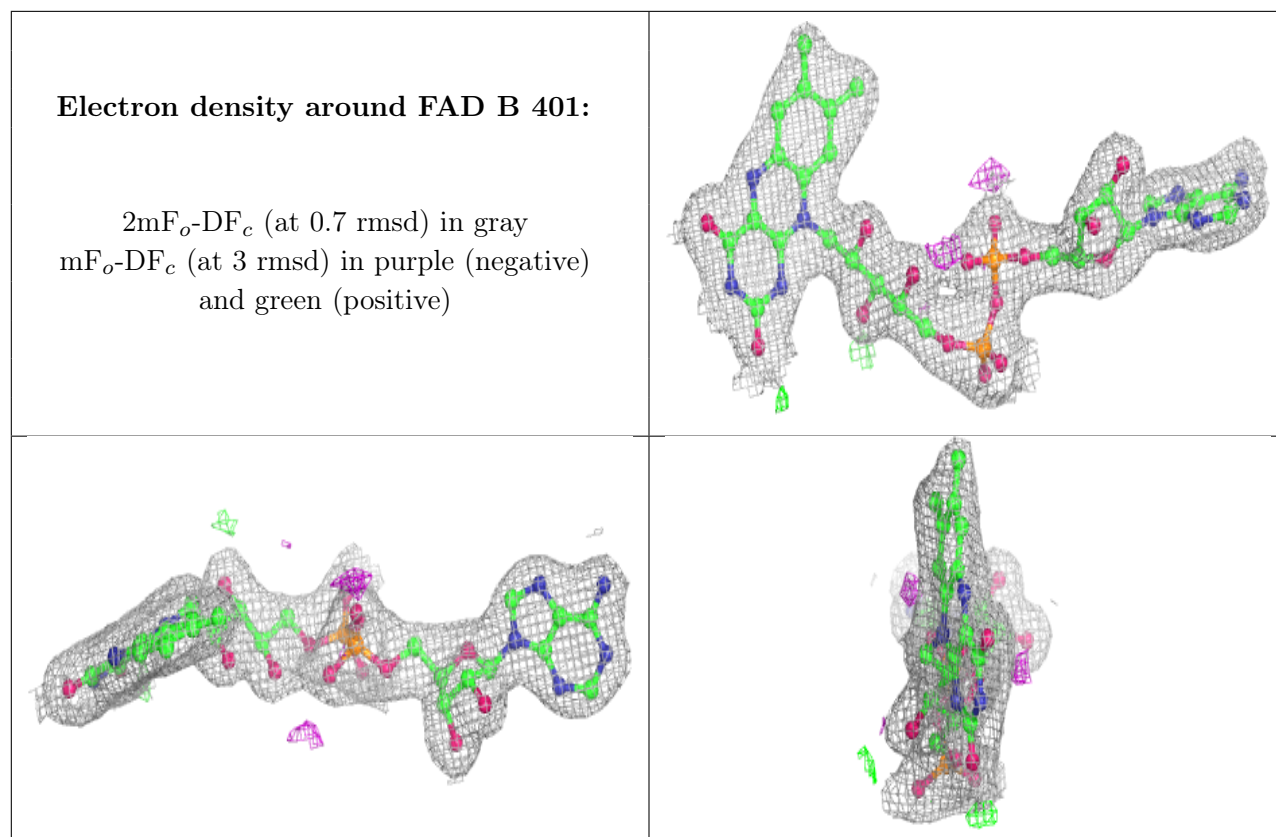 Electron density around FAD B 401:
2mFₒ-DF𝑐 (at 0.7 rmsd) in gray
mFₒ-DF𝑐 (at 3 rmsd) in purple (negative)
and green (positive)